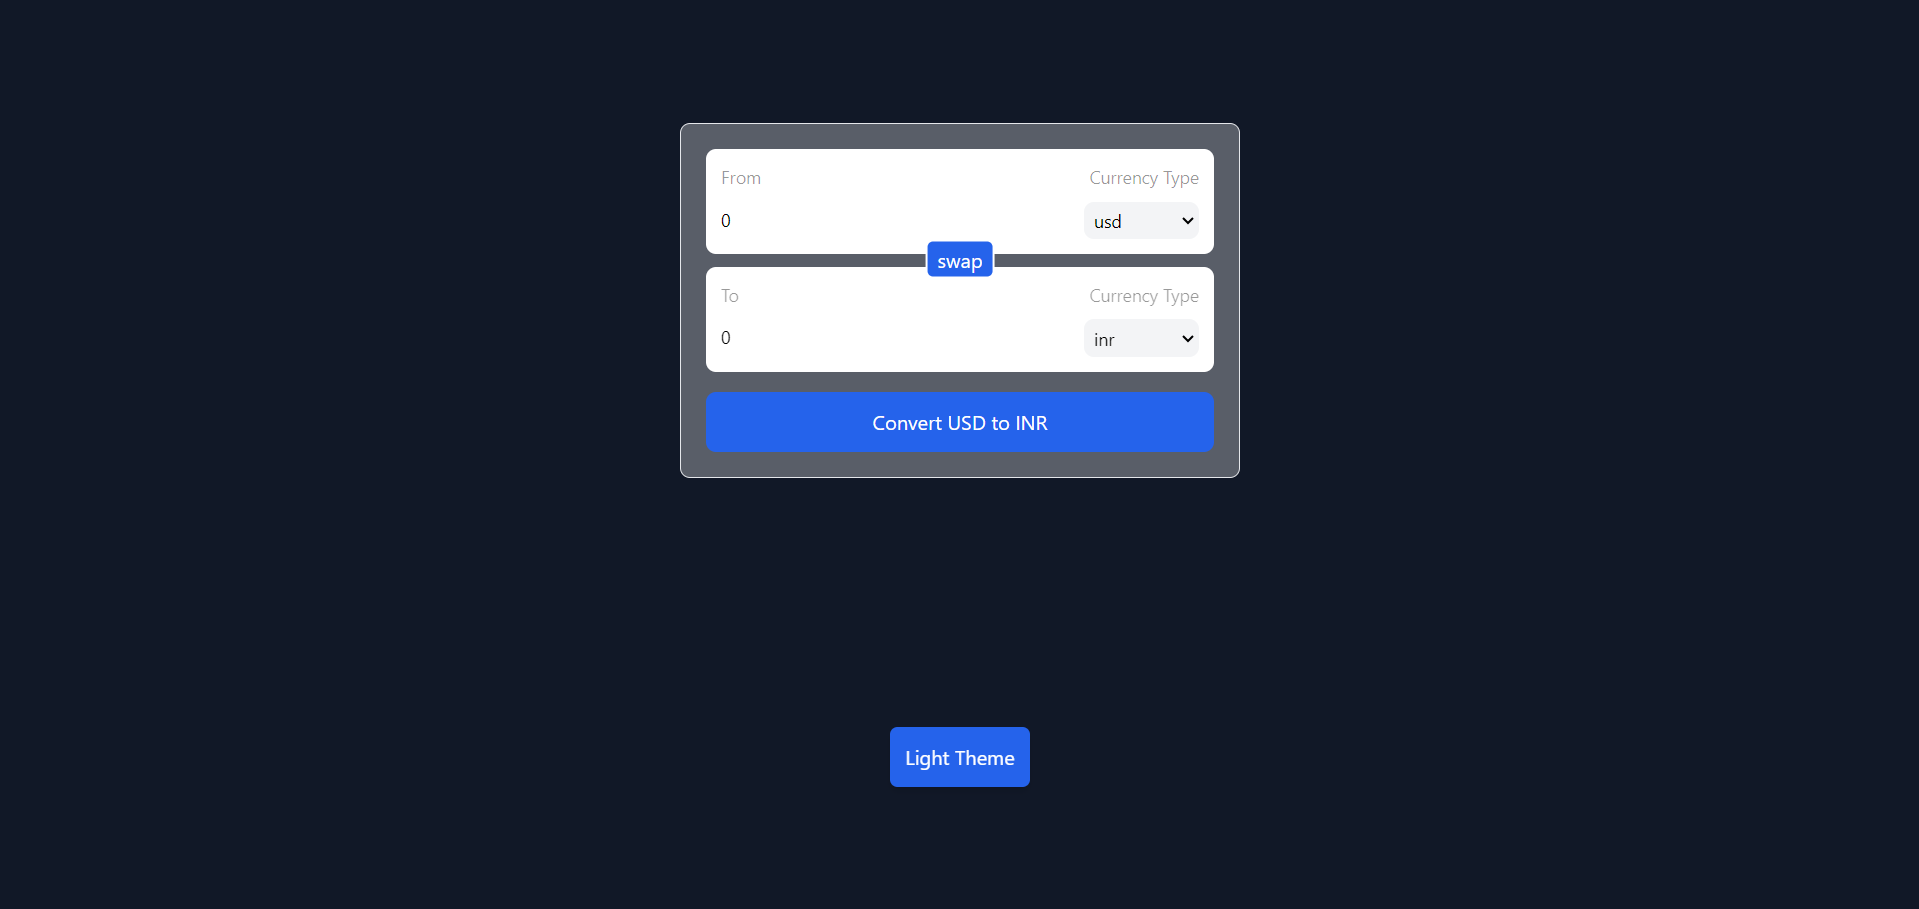 From Currency Type
0 usd
swap
To Currency Type
0 inr
Convert USD to INR
Light Theme